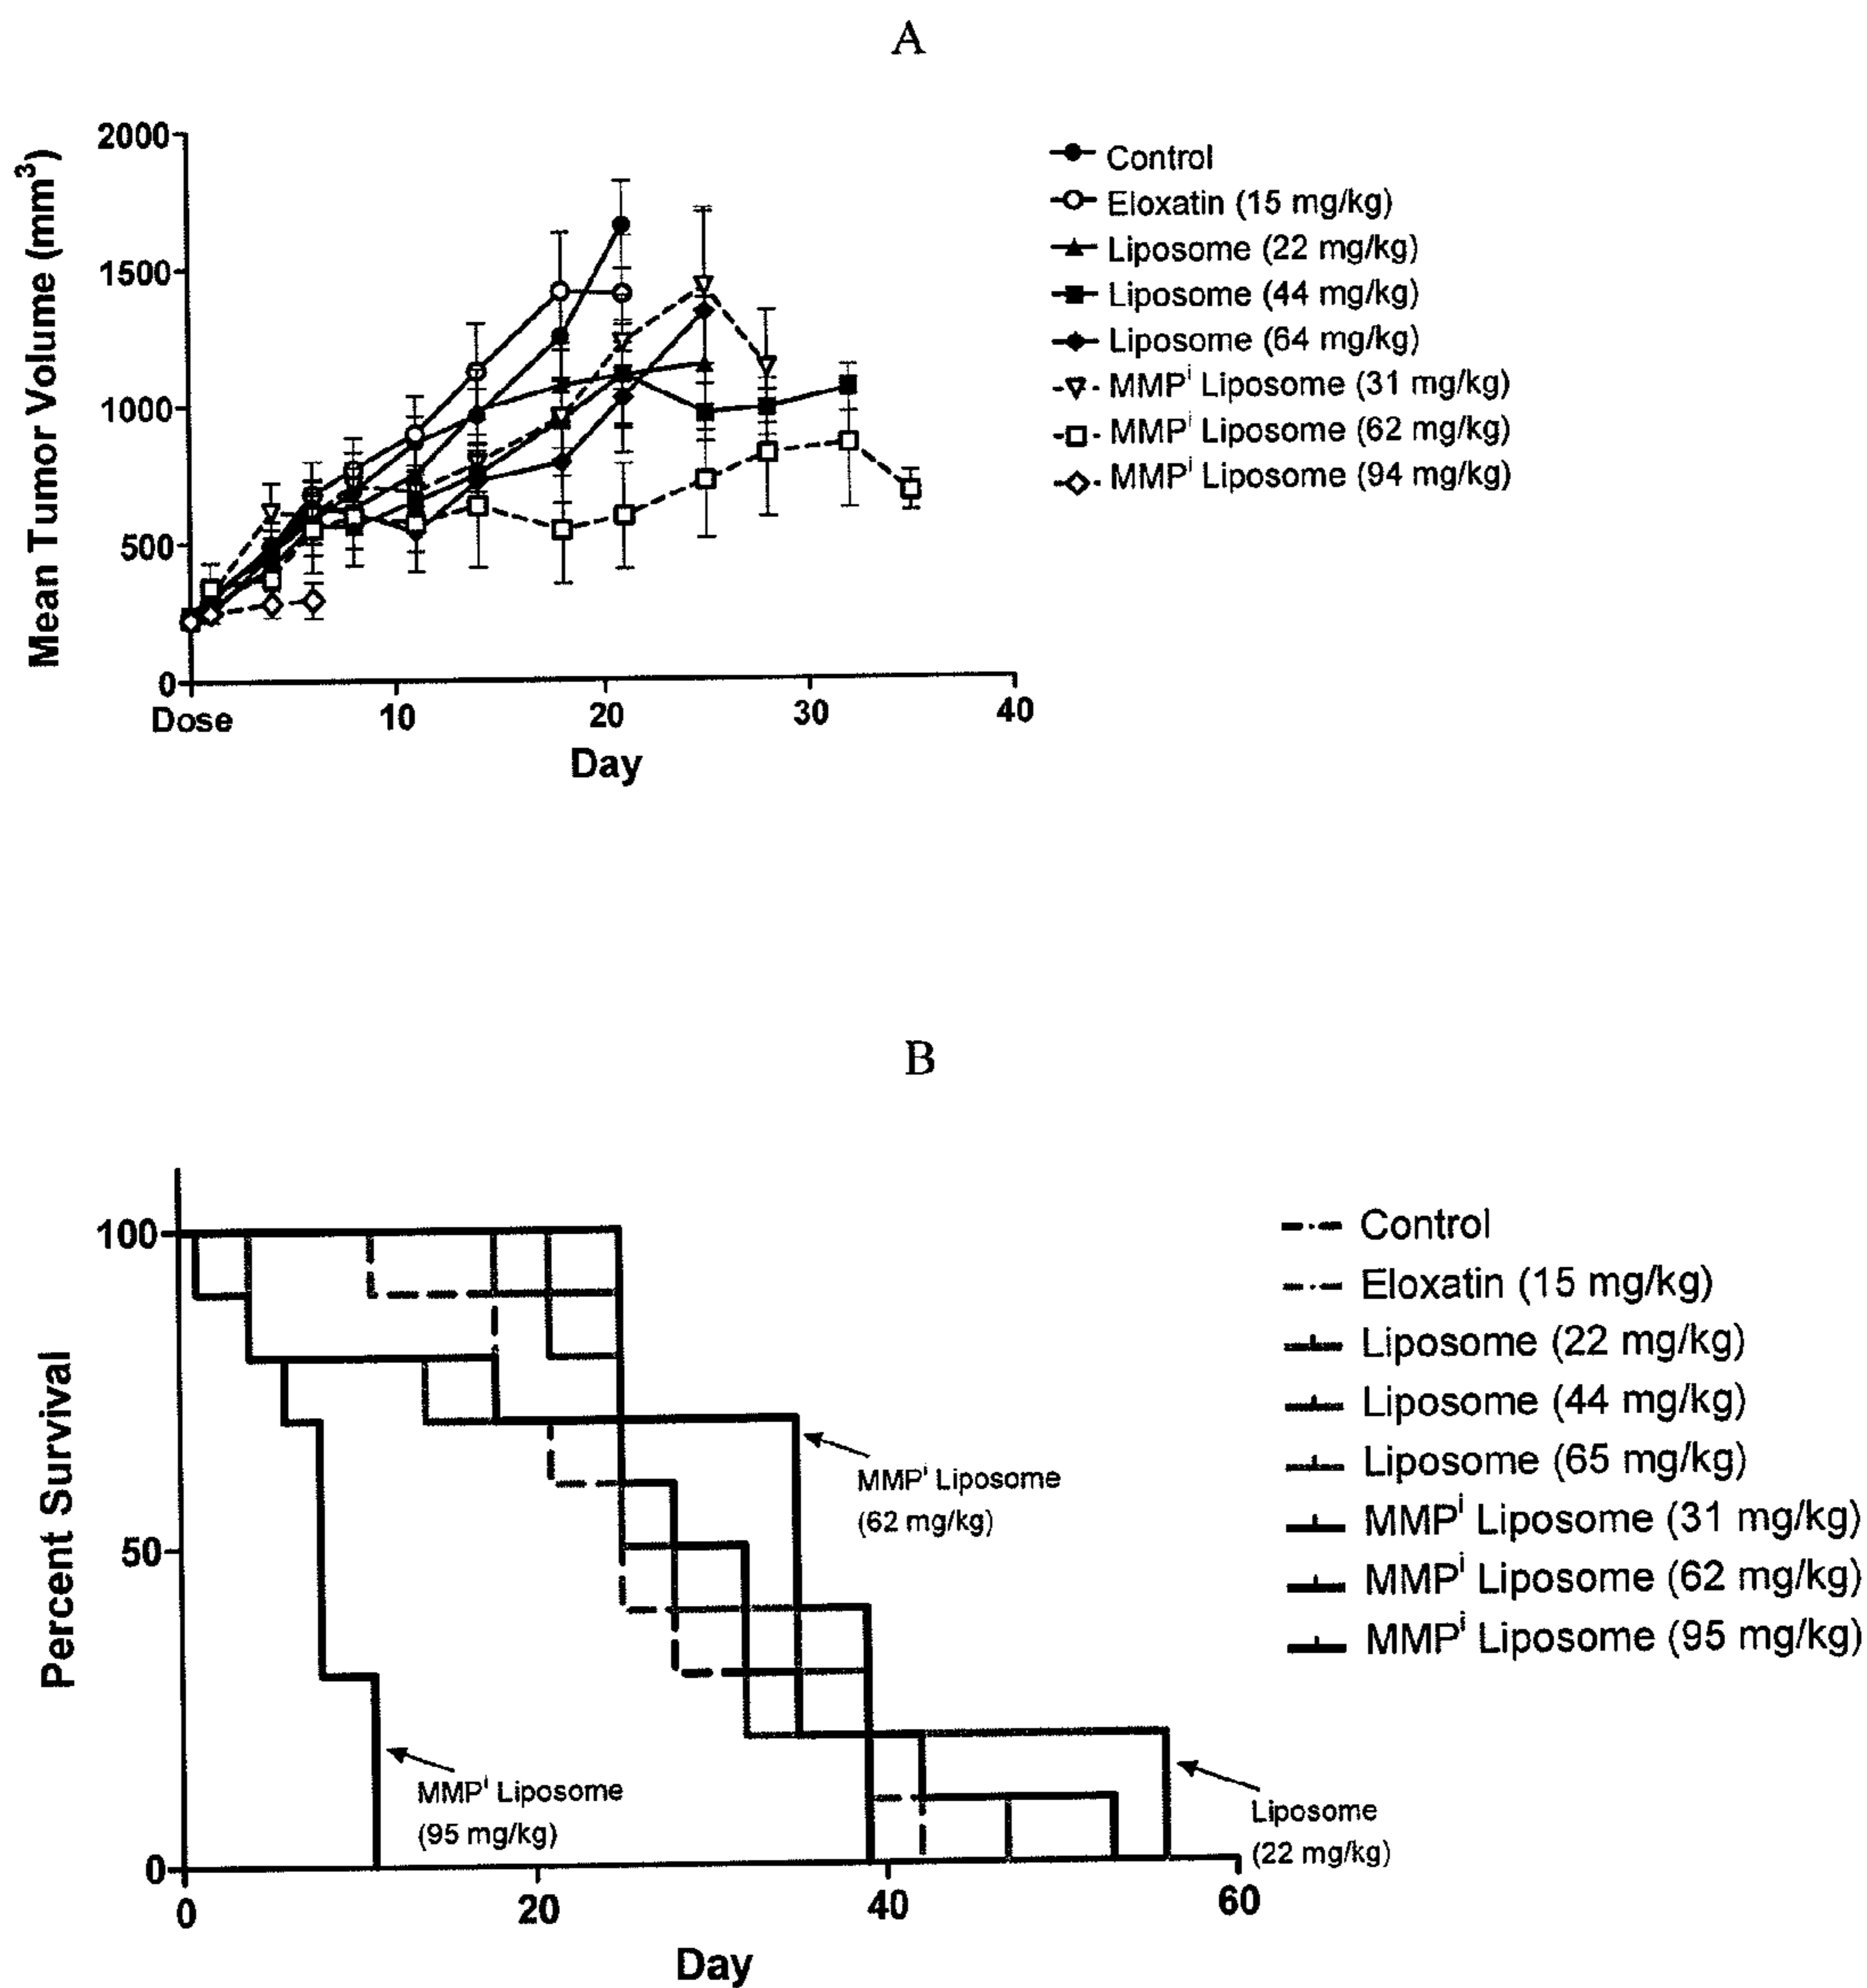 A
2000
1500
1000
500
0
Mean Tumor Volume (mm³)
Dose 10 20 30 40
Day
Control
Eloxatin (15 mg/kg)
Liposome (22 mg/kg)
Liposome (44 mg/kg)
Liposome (64 mg/kg)
MMPⁱ Liposome (31 mg/kg)
MMPⁱ Liposome (62 mg/kg)
MMPⁱ Liposome (94 mg/kg)
B
100
50
0
Percent Survival
0 20 40 60
Day
MMPⁱ Liposome
(62 mg/kg)
MMPⁱ Liposome
(95 mg/kg)
Liposome
(22 mg/kg)
Control
Eloxatin (15 mg/kg)
Liposome (22 mg/kg)
Liposome (44 mg/kg)
Liposome (65 mg/kg)
MMPⁱ Liposome (31 mg/kg)
MMPⁱ Liposome (62 mg/kg)
MMPⁱ Liposome (95 mg/kg)